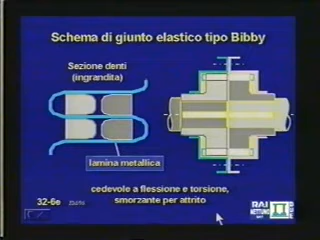 Schema di giunto elastico tipo Bibby
Sezione denti
(ingrandita)
lamina metallica
cedevole a flessione e torsione,
smorzante per attrito
32-6e
RAI
NETTUNO